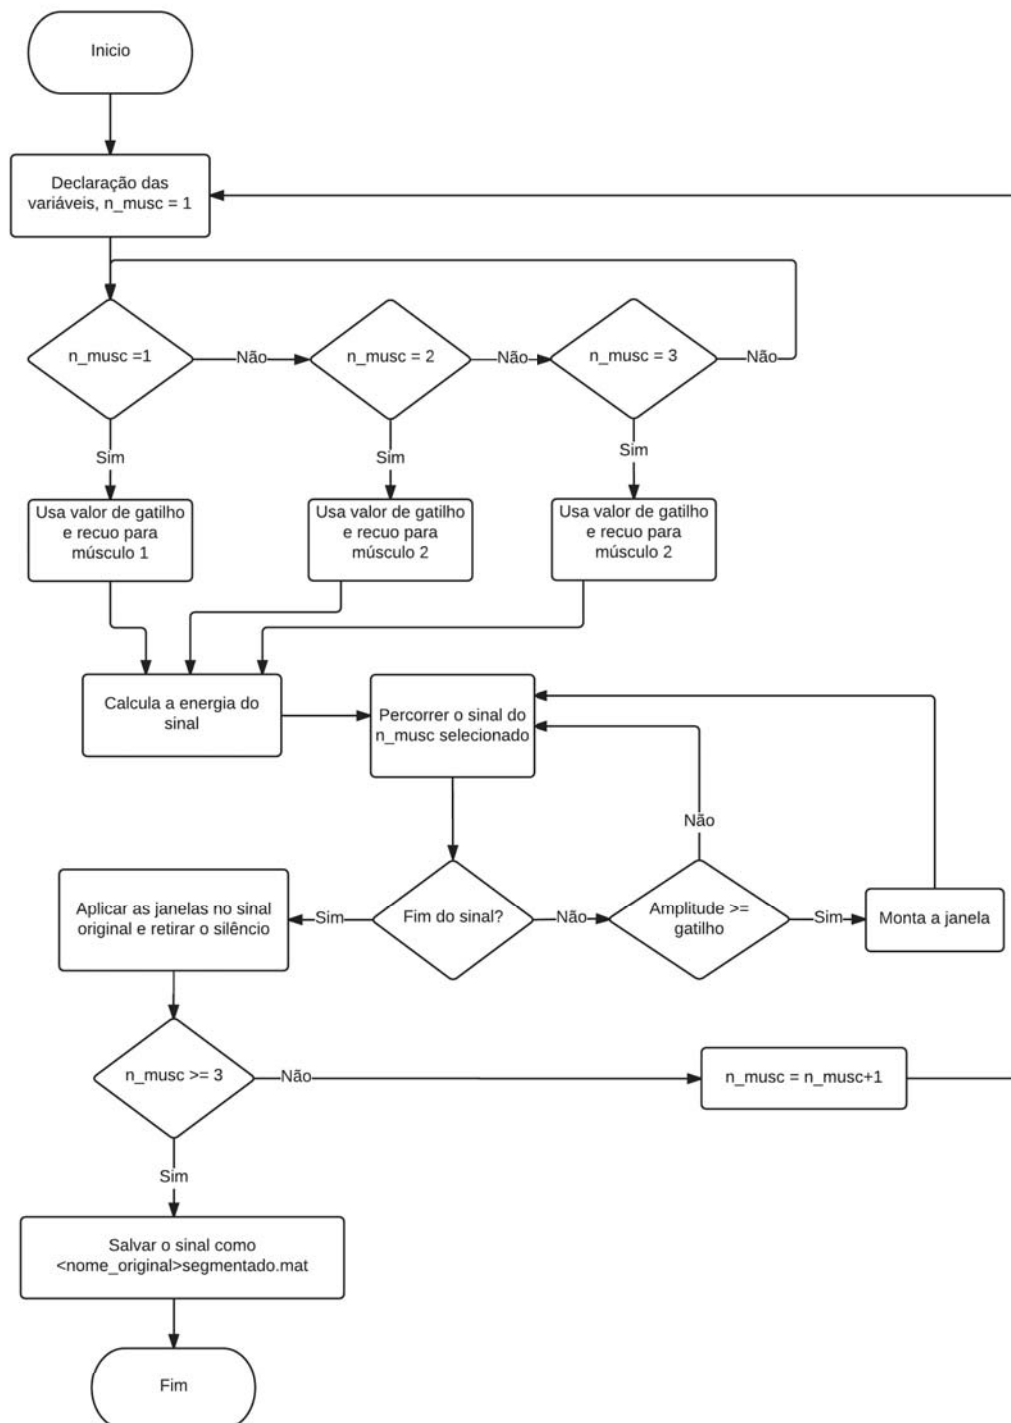 Inicio
Declaração das
variáveis, n_musc = 1
n_musc =1
Não
n_musc = 2
Não
n_musc = 3
Não
Sim
Sim
Sim
Usa valor de gatilho
e recuo para
músculo 1
Usa valor de gatilho
e recuo para
músculo 2
Usa valor de gatilho
e recuo para
músculo 2
Calcula a energia do
sinal
Percorrer o sinal do
n_musc selecionado
Não
Aplicar as janelas no sinal
original e retirar o silêncio
Sim
Fim do sinal?
Não
Amplitude >=
gatilho
Sim
Monta a janela
n_musc >= 3
Não
n_musc = n_musc+1
Sim
Salvar o sinal como
<nome_original>segmentado.mat
Fim